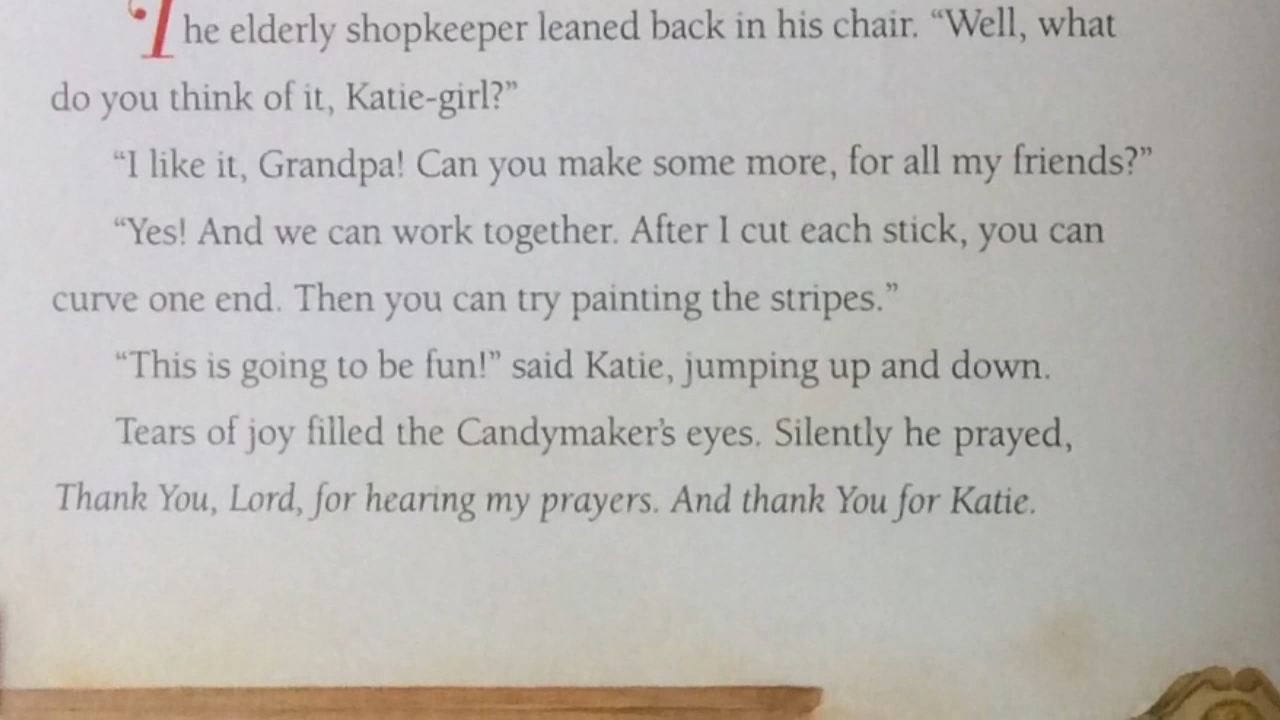 The elderly shopkeeper leaned back in his chair. “Well, what
do you think of it, Katie-girl?”
“I like it, Grandpa! Can you make some more, for all my friends?”
“Yes! And we can work together. After I cut each stick, you can
curve one end. Then you can try painting the stripes.”
“This is going to be fun!” said Katie, jumping up and down.
Tears of joy filled the Candymaker’s eyes. Silently he prayed,
Thank You, Lord, for hearing my prayers. And thank You for Katie.